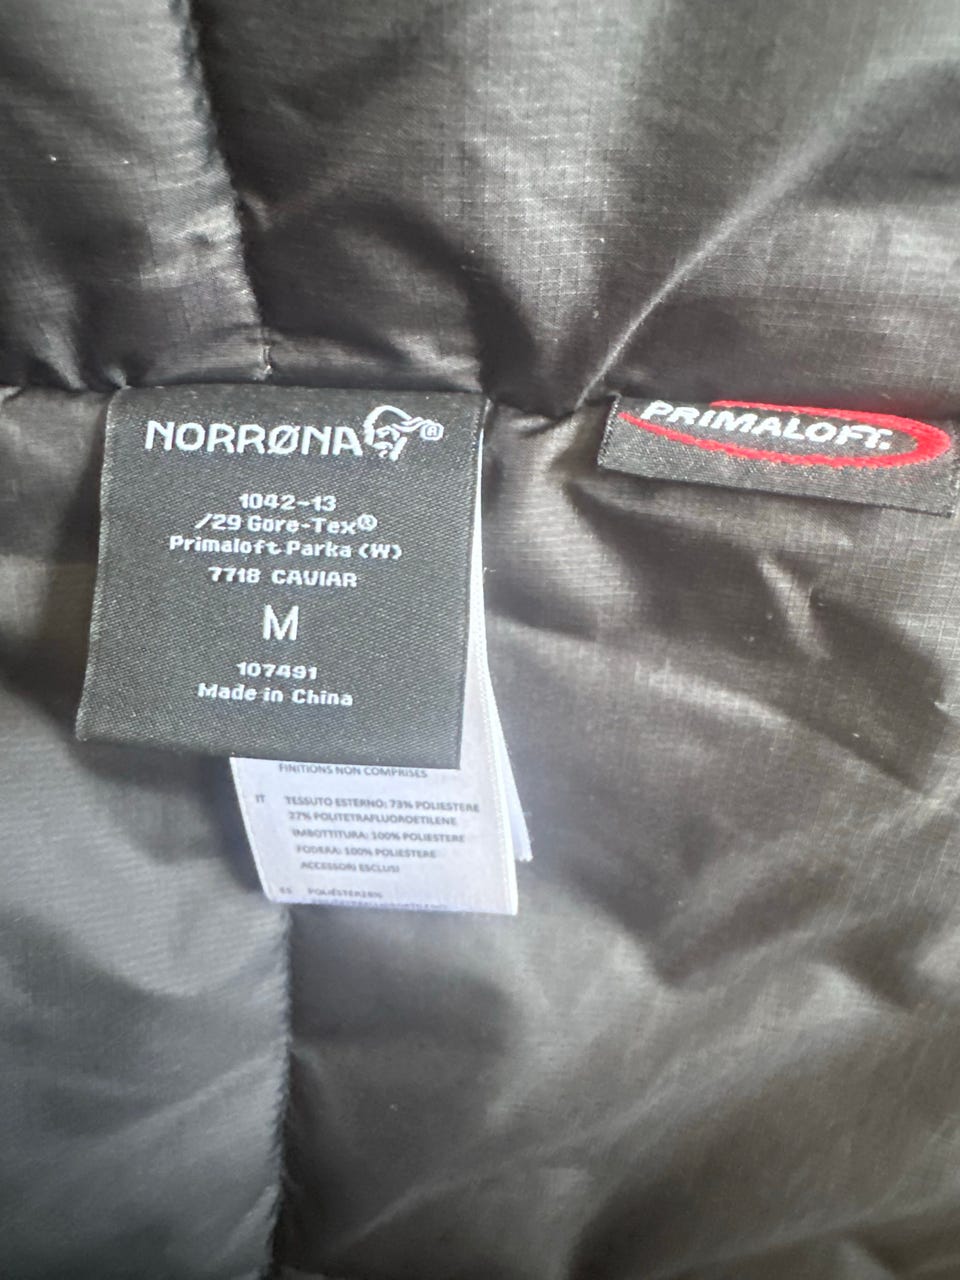 NORRØNA®
1042-13
/29 Gore-Tex®
Primaloft Parka (W)
7718 CAVIAR
M
107491
Made in China
PRIMALOFT.
FINITIONS NON COMPRISES
IT TESSUTO ESTERNO: 73% POLIESTERE
27% POLITETRAFLUOROETILENE
IMBOTTITURA: 100% POLIESTERE
FODERA: 100% POLIESTERE
ACCESSORI ESCLUSI
ES